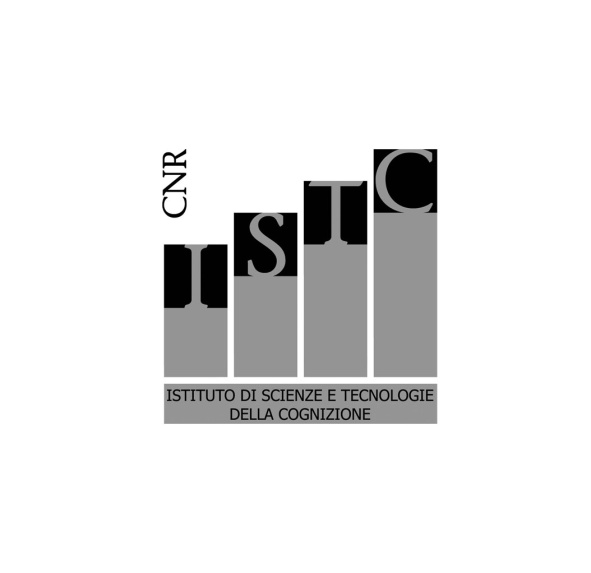 CNR
ISTC
ISTITUTO DI SCIENZE E TECNOLOGIE
DELLA COGNIZIONE